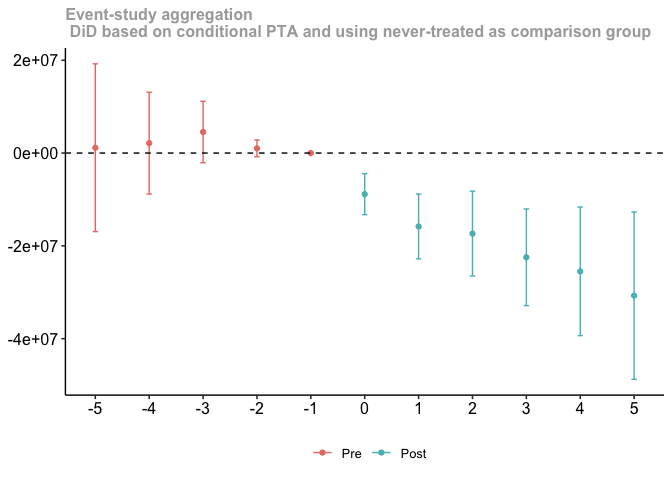 Event-study aggregation
DiD based on conditional PTA and using never-treated as comparison group
2e+07
0e+00
-2e+07
-4e+07
-5 -4 -3 -2 -1 0 1 2 3 4 5
Pre Post